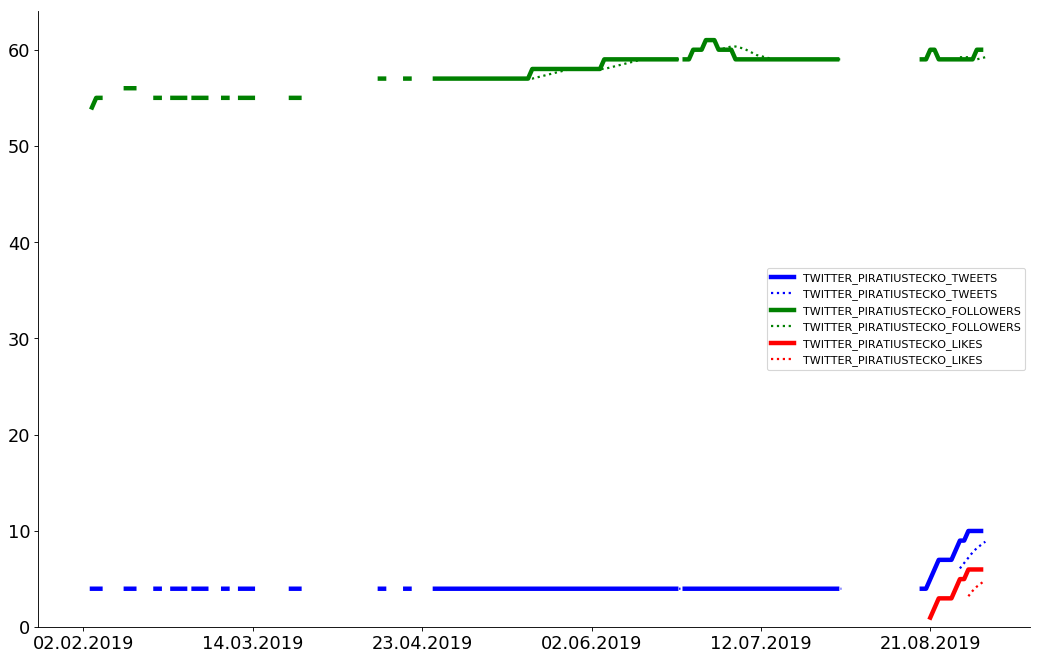 60
50
40
30
20
10
0
02.02.2019 14.03.2019 23.04.2019 02.06.2019 12.07.2019 21.08.2019
TWITTER_PIRATIUSTECKO_TWEETS
TWITTER_PIRATIUSTECKO_TWEETS
TWITTER_PIRATIUSTECKO_FOLLOWERS
TWITTER_PIRATIUSTECKO_FOLLOWERS
TWITTER_PIRATIUSTECKO_LIKES
TWITTER_PIRATIUSTECKO_LIKES